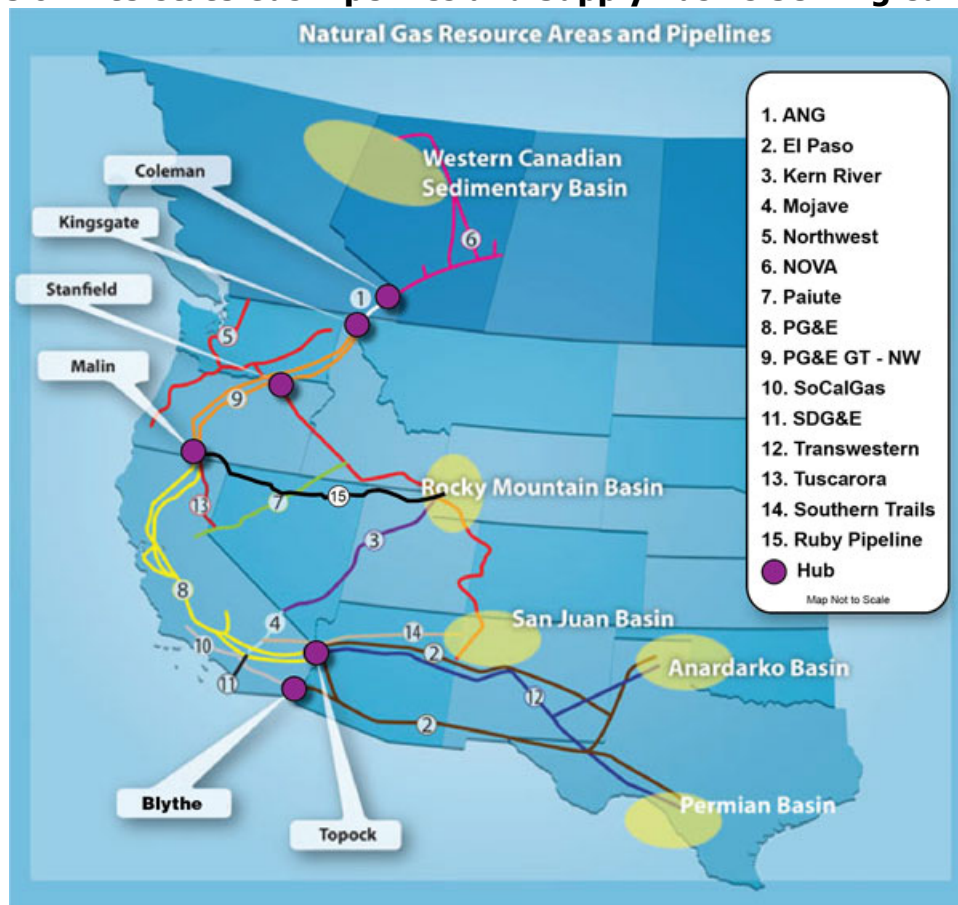 Natural Gas Resource Areas and Pipelines
1. ANG
2. El Paso
3. Kern River
4. Mojave
5. Northwest
6. NOVA
7. Paiute
8. PG&E
9. PG&E GT - NW
10. SoCalGas
11. SDG&E
12. Transwestern
13. Tuscarora
14. Southern Trails
15. Ruby Pipeline
Hub
Map Not to Scale
Western Canadian
Sedimentary Basin
Coleman
Kingsgate
Stanfield
Malin
6
1
5
9
Rocky Mountain Basin
13
7
15
3
8
4
San Juan Basin
10
14
2
Anardarko Basin
11
12
2
Blythe
Permian Basin
Topock